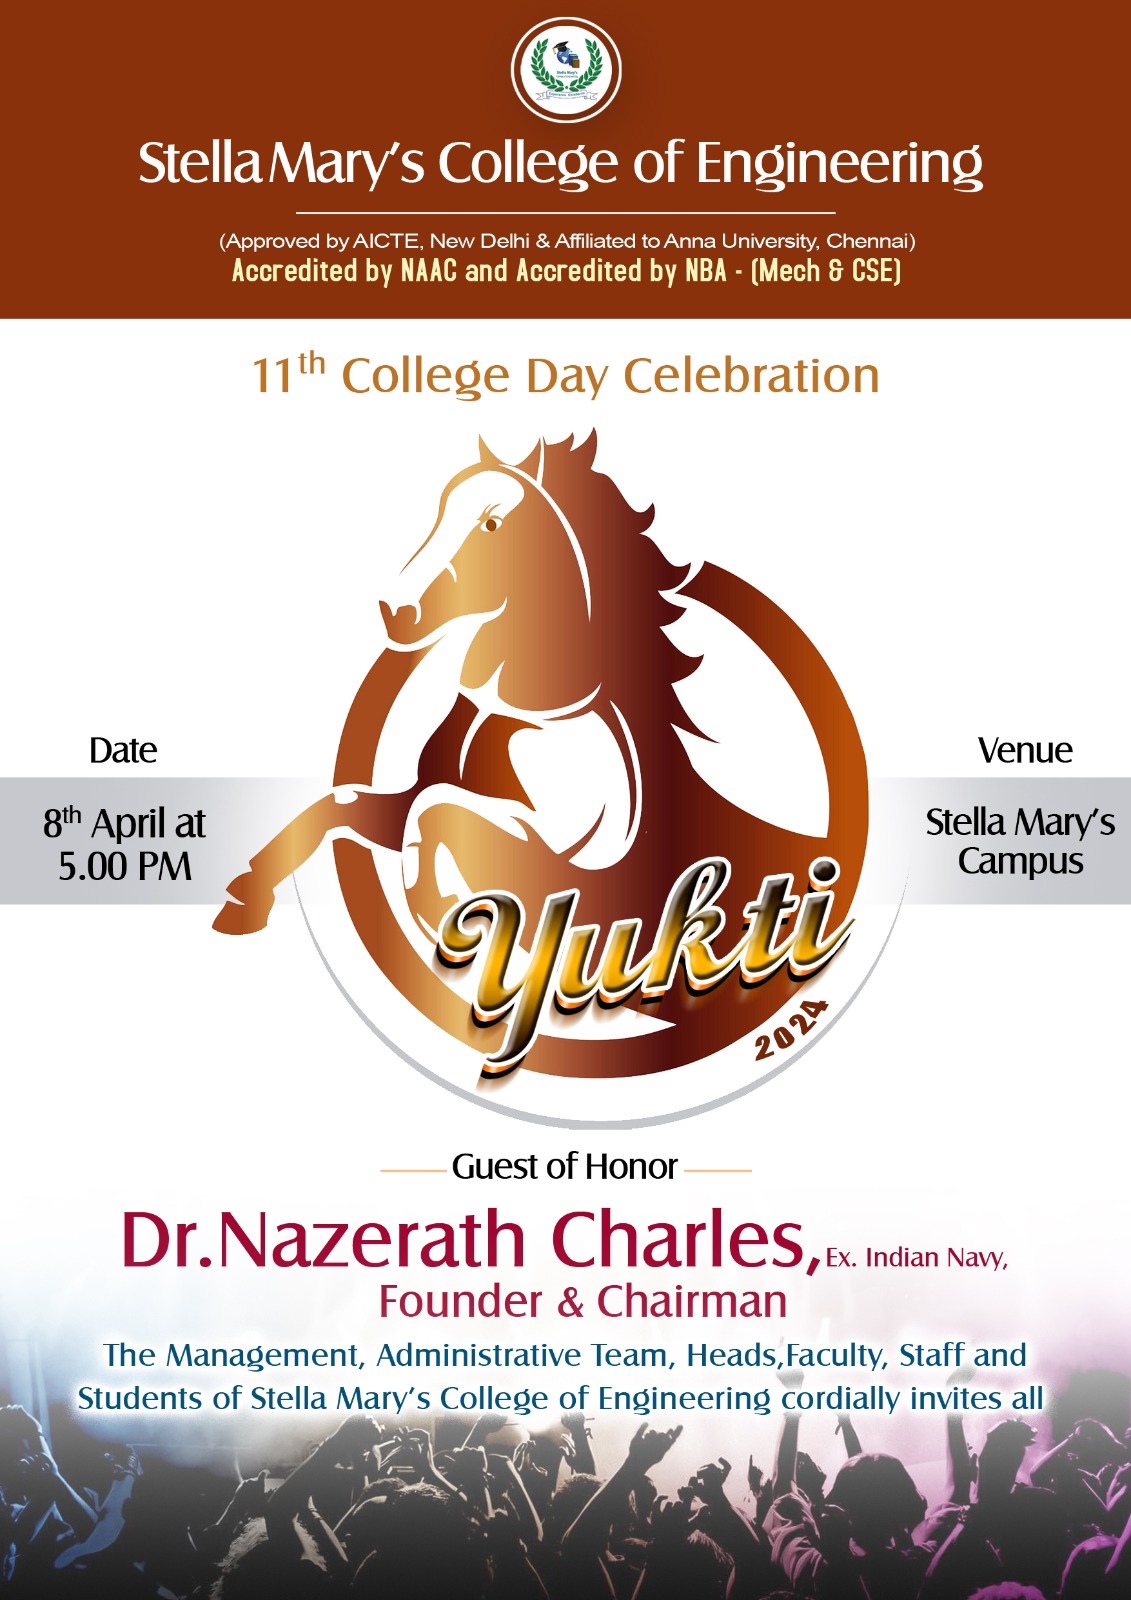 Stella Mary's
Stella Mary's College of Engineering
(Approved by AICTE, New Delhi & Affiliated to Anna University, Chennai)
Accredited by NAAC and Accredited by NBA - (Mech & CSE)
11th College Day Celebration
Date
8th April at
5.00 PM
Venue
Stella Mary's
Campus
Yukti
2024
Guest of Honor
Dr.Nazerath Charles, Ex. Indian Navy,
Founder & Chairman
The Management, Administrative Team, Heads,Faculty, Staff and
Students of Stella Mary's College of Engineering cordially invites all